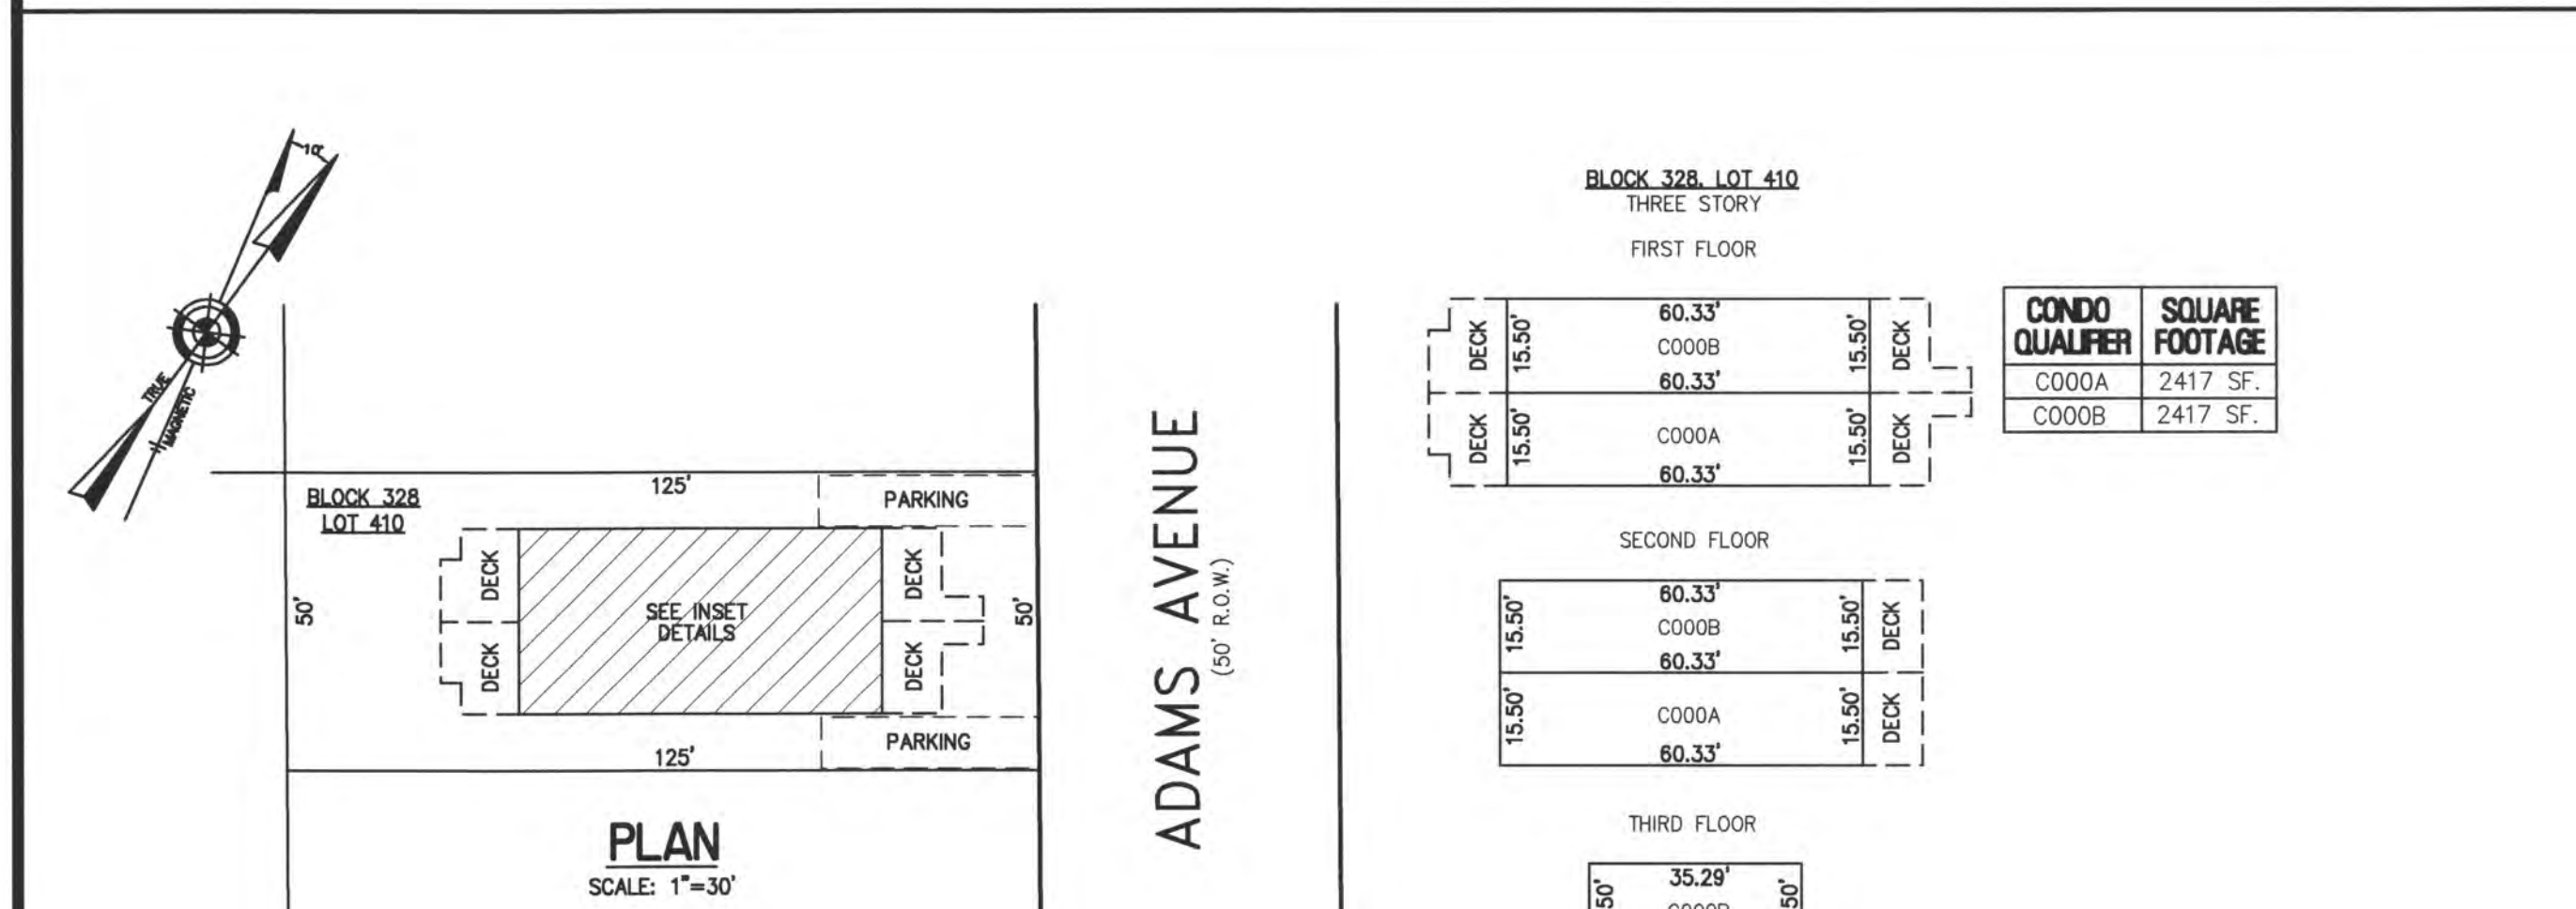 10°
TRUE
MAGNETIC
BLOCK 328
LOT 410
125'
PARKING
DECK
DECK
SEE INSET
DETAILS
DECK
DECK
50'
50'
PARKING
125'
PLAN
SCALE: 1"=30'
ADAMS AVENUE
(50' R.O.W.)
BLOCK 328, LOT 410
THREE STORY
FIRST FLOOR
60.33'
DECK
15.50'
C000B
15.50'
DECK
60.33'
DECK
15.50'
C000A
15.50'
DECK
60.33'
SECOND FLOOR
60.33'
15.50'
C000B
15.50'
DECK
60.33'
15.50'
C000A
15.50'
DECK
60.33'
THIRD FLOOR
35.29'
CONDO QUALIFIER SQUARE FOOTAGE
C000A 2417 SF.
C000B 2417 SF.